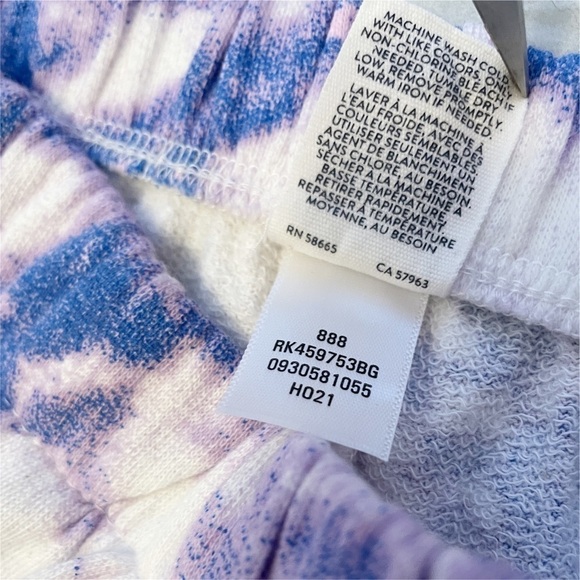 MACHINE WASH COLD
WITH LIKE COLORS. ONLY
NON-CHLORINE BLEACH IF
NEEDED. TUMBLE DRY
LOW. REMOVE PROMPTLY.
WARM IRON IF NEEDED.
LAVER À LA MACHINE À
L'EAU FROIDE AVEC DES
COULEURS SEMBLABLES.
UTILISER SEULEMENT UN
AGENT DE BLANCHIMENT
SANS CHLORE, AU BESOIN.
SÉCHER À LA MACHINE À
BASSE TEMPÉRATURE.
RETIRER RAPIDEMENT.
REPASSER À TEMPÉRATURE
MOYENNE, AU BESOIN
RN 58665 CA 57963
888
RK459753BG
0930581055
H021